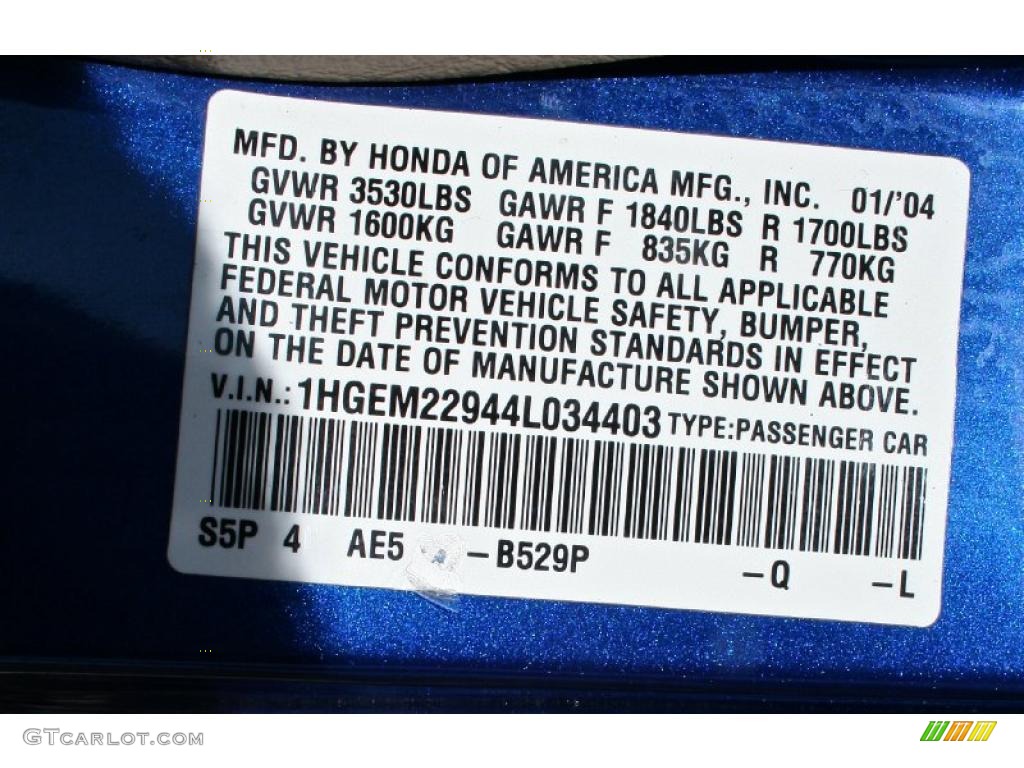 MFD. BY HONDA OF AMERICA MFG., INC. 01/'04
GVWR 3530LBS GAWR F 1840LBS R 1700LBS
GVWR 1600KG GAWR F 835KG R 770KG
THIS VEHICLE CONFORMS TO ALL APPLICABLE
FEDERAL MOTOR VEHICLE SAFETY, BUMPER,
AND THEFT PREVENTION STANDARDS IN EFFECT
ON THE DATE OF MANUFACTURE SHOWN ABOVE.
V.I.N.: 1HGEM22944L034403 TYPE:PASSENGER CAR
S5P 4 AE5 -B529P -Q -L
GTCARLOT.COM